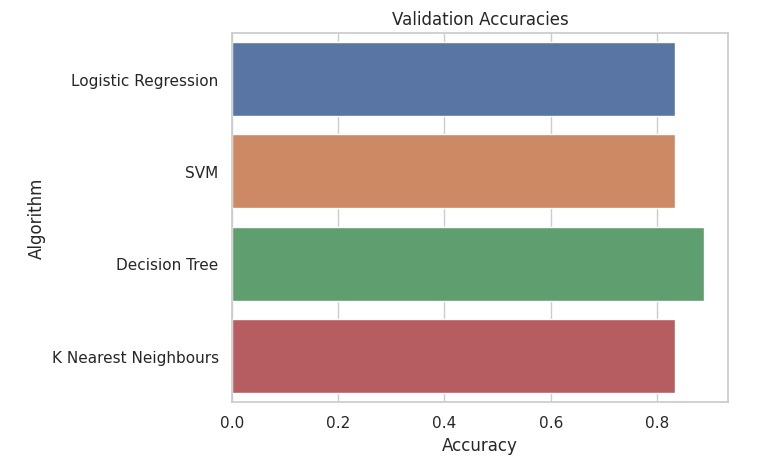 Validation Accuracies
Algorithm
Logistic Regression
SVM
Decision Tree
K Nearest Neighbours
0.0 0.2 0.4 0.6 0.8
Accuracy